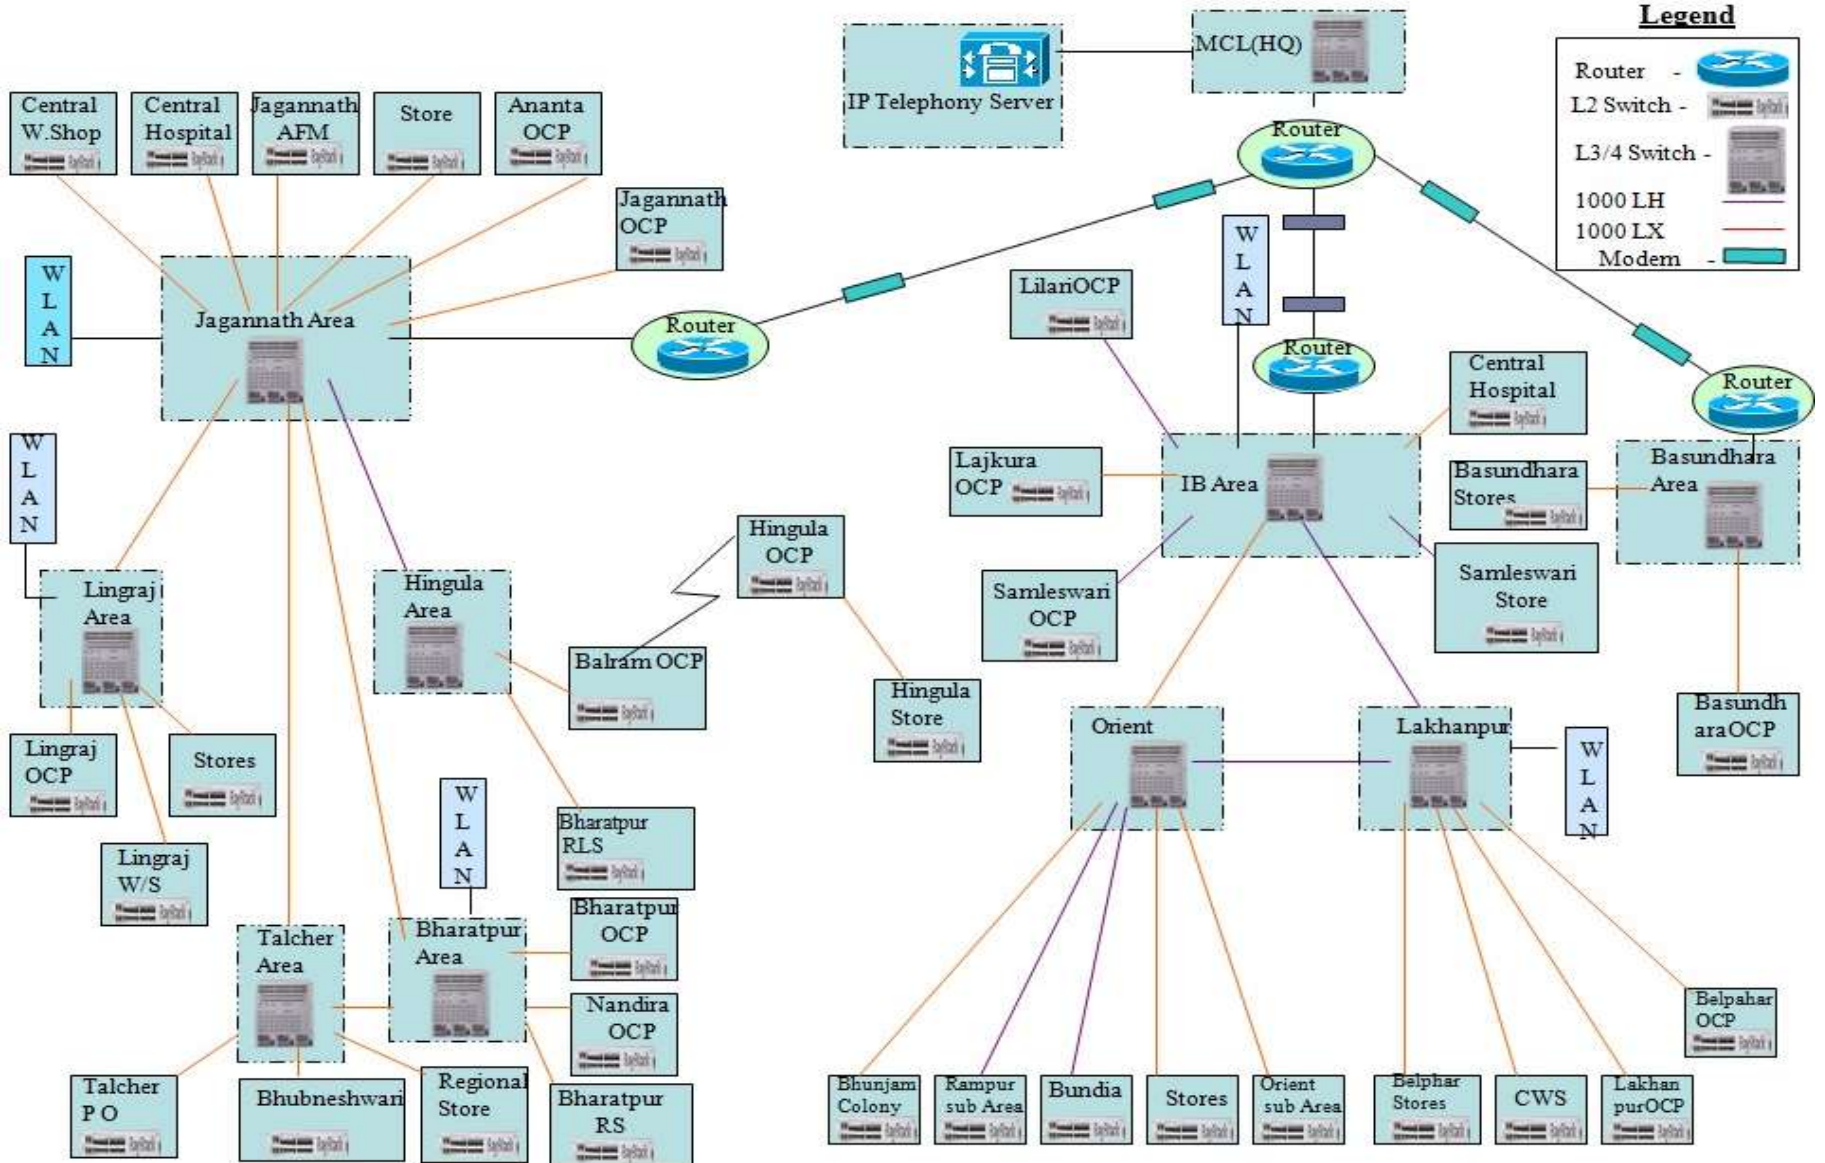 Legend
Router -
L2 Switch -
L3/4 Switch -
1000 LH
1000 LX
Modem -
MCL(HQ)
IP Telephony Server
Router
Central
W.Shop
Central
Hospital
Jagannath
AFM
Store
Ananta
OCP
Jagannath
OCP
W
L
A
N
Jagannath Area
Router
W
L
A
N
LilariOCP
Router
Central
Hospital
Router
Lajkura
OCP
IB Area
Basundhara
Stores
Basundhara
Area
W
L
A
N
Hingula
OCP
Samleswari
OCP
Samleswari
Store
Lingraj
Area
Hingula
Area
Balram OCP
Hingula
Store
Orient
Lakhanpur
W
L
A
N
Basundh
araOCP
Lingraj
OCP
Stores
Lingraj
W/S
W
L
A
N
Bharatpur
RLS
Bharatpur
OCP
Talcher
Area
Bharatpur
Area
Nandira
OCP
Belpahar
OCP
Talcher
P O
Bhubneshwari
Regional
Store
Bharatpur
RS
Bhunjam
Colony
Rampur
sub Area
Bundia
Stores
Orient
sub Area
Belphar
Stores
CWS
Lakhan
purOCP